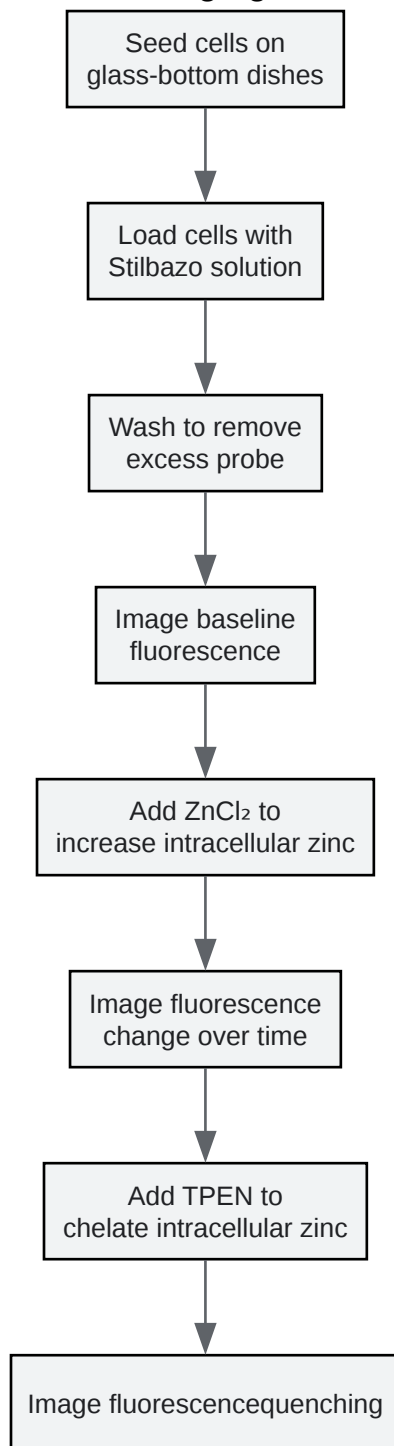 Seed cells on
glass-bottom dishes
Load cells with
Stilbazo solution
Wash to remove
excess probe
Image baseline
fluorescence
Add ZnCl₂ to
increase intracellular zinc
Image fluorescence
change over time
Add TPEN to
chelate intracellular zinc
Image fluorescencequenching